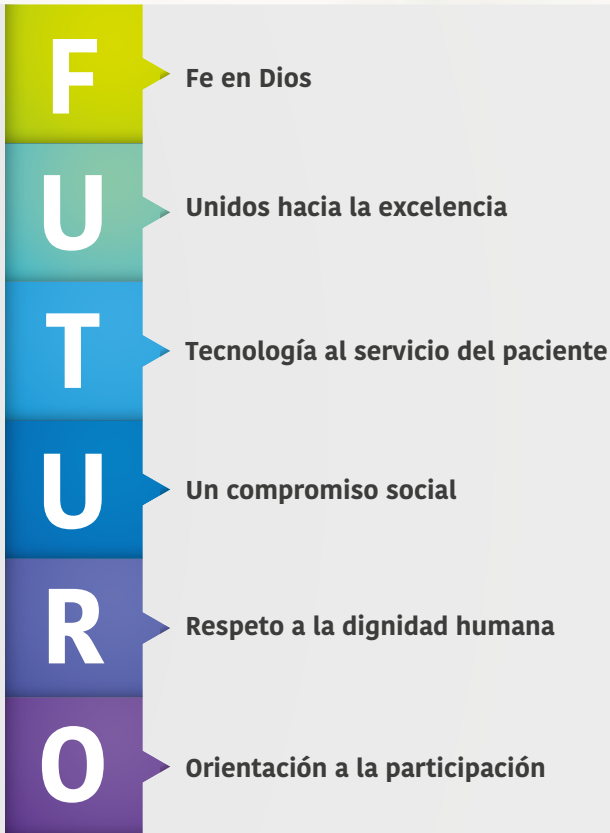 F
Fe en Dios
U
Unidos hacia la excelencia
T
Tecnología al servicio del paciente
U
Un compromiso social
R
Respeto a la dignidad humana
O
Orientación a la participación